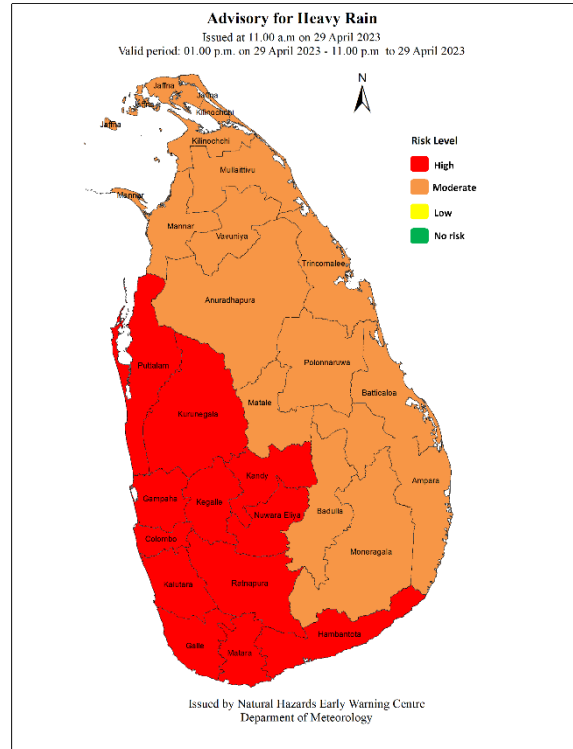 Advisory for Heavy Rain
Issued at 11.00 a.m on 29 April 2023
Valid period: 01.00 p.m. on 29 April 2023 - 11.00 p.m to 29 April 2023
N
Risk Level
High
Moderate
Low
No risk
Jaffna
Jaffna
Jaffna
Kilinochchi
Jaffna
Kilinochchi
Mullaittivu
Mannar
Mannar
Vavuniya
Trincomalee
Anuradhapura
Puttalam
Polonnaruwa
Batticaloa
Matale
Kurunegala
Kandy
Ampara
Gampaha
Kegalle
Nuwara Eliya
Badulla
Colombo
Moneragala
Kalutara
Ratnapura
Hambantota
Galle
Matara
Issued by Natural Hazards Early Warning Centre
Deparment of Meteorology